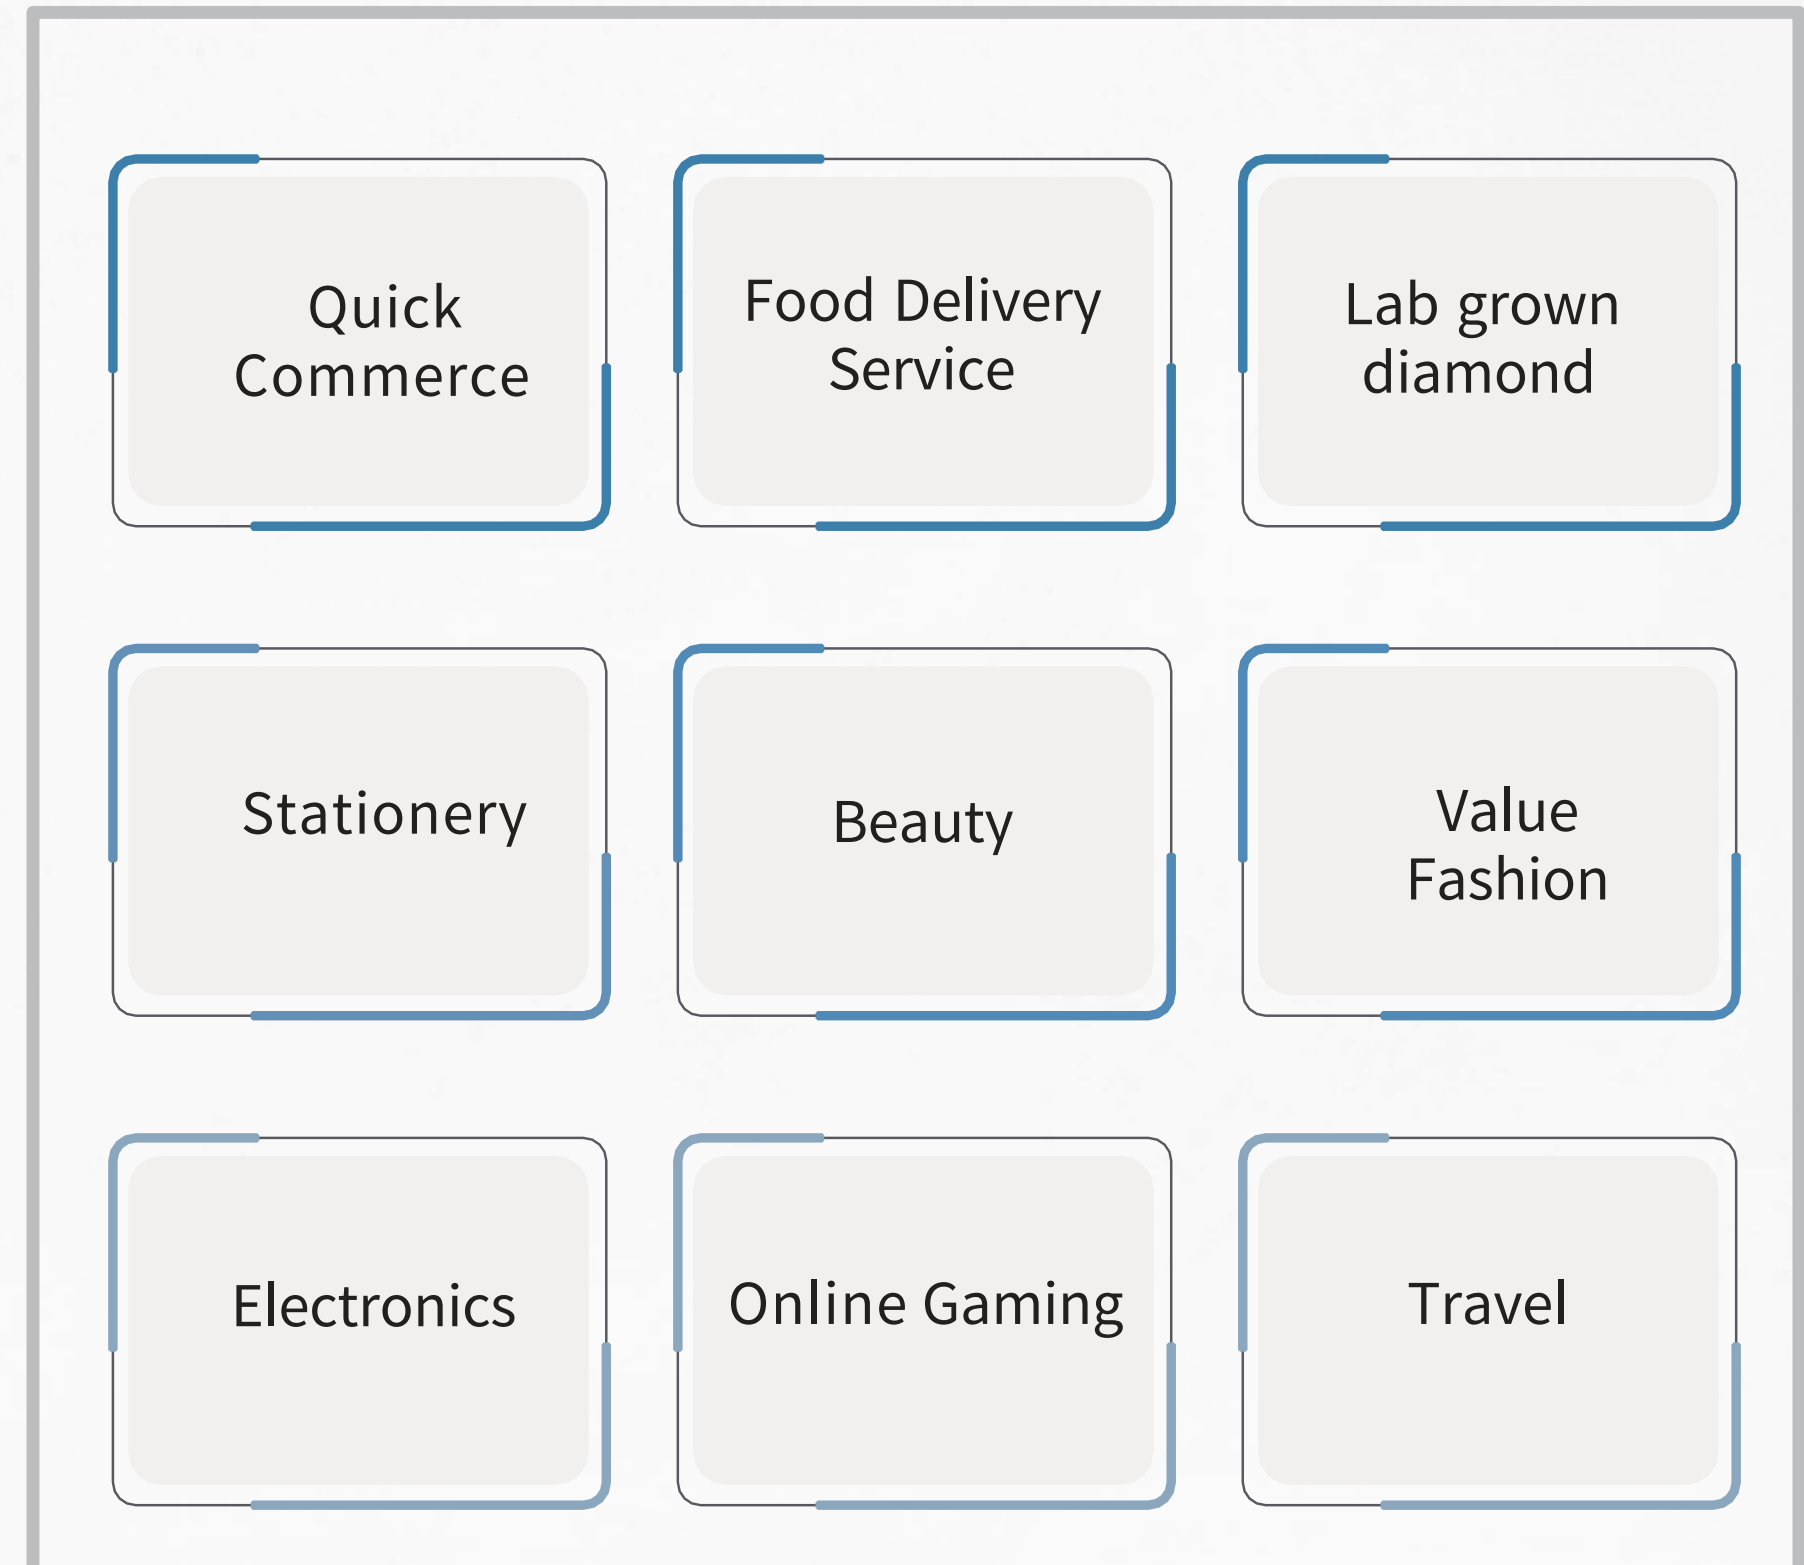 Quick
Commerce
Food Delivery
Service
Lab grown
diamond
Stationery
Beauty
Value
Fashion
Electronics
Online Gaming
Travel